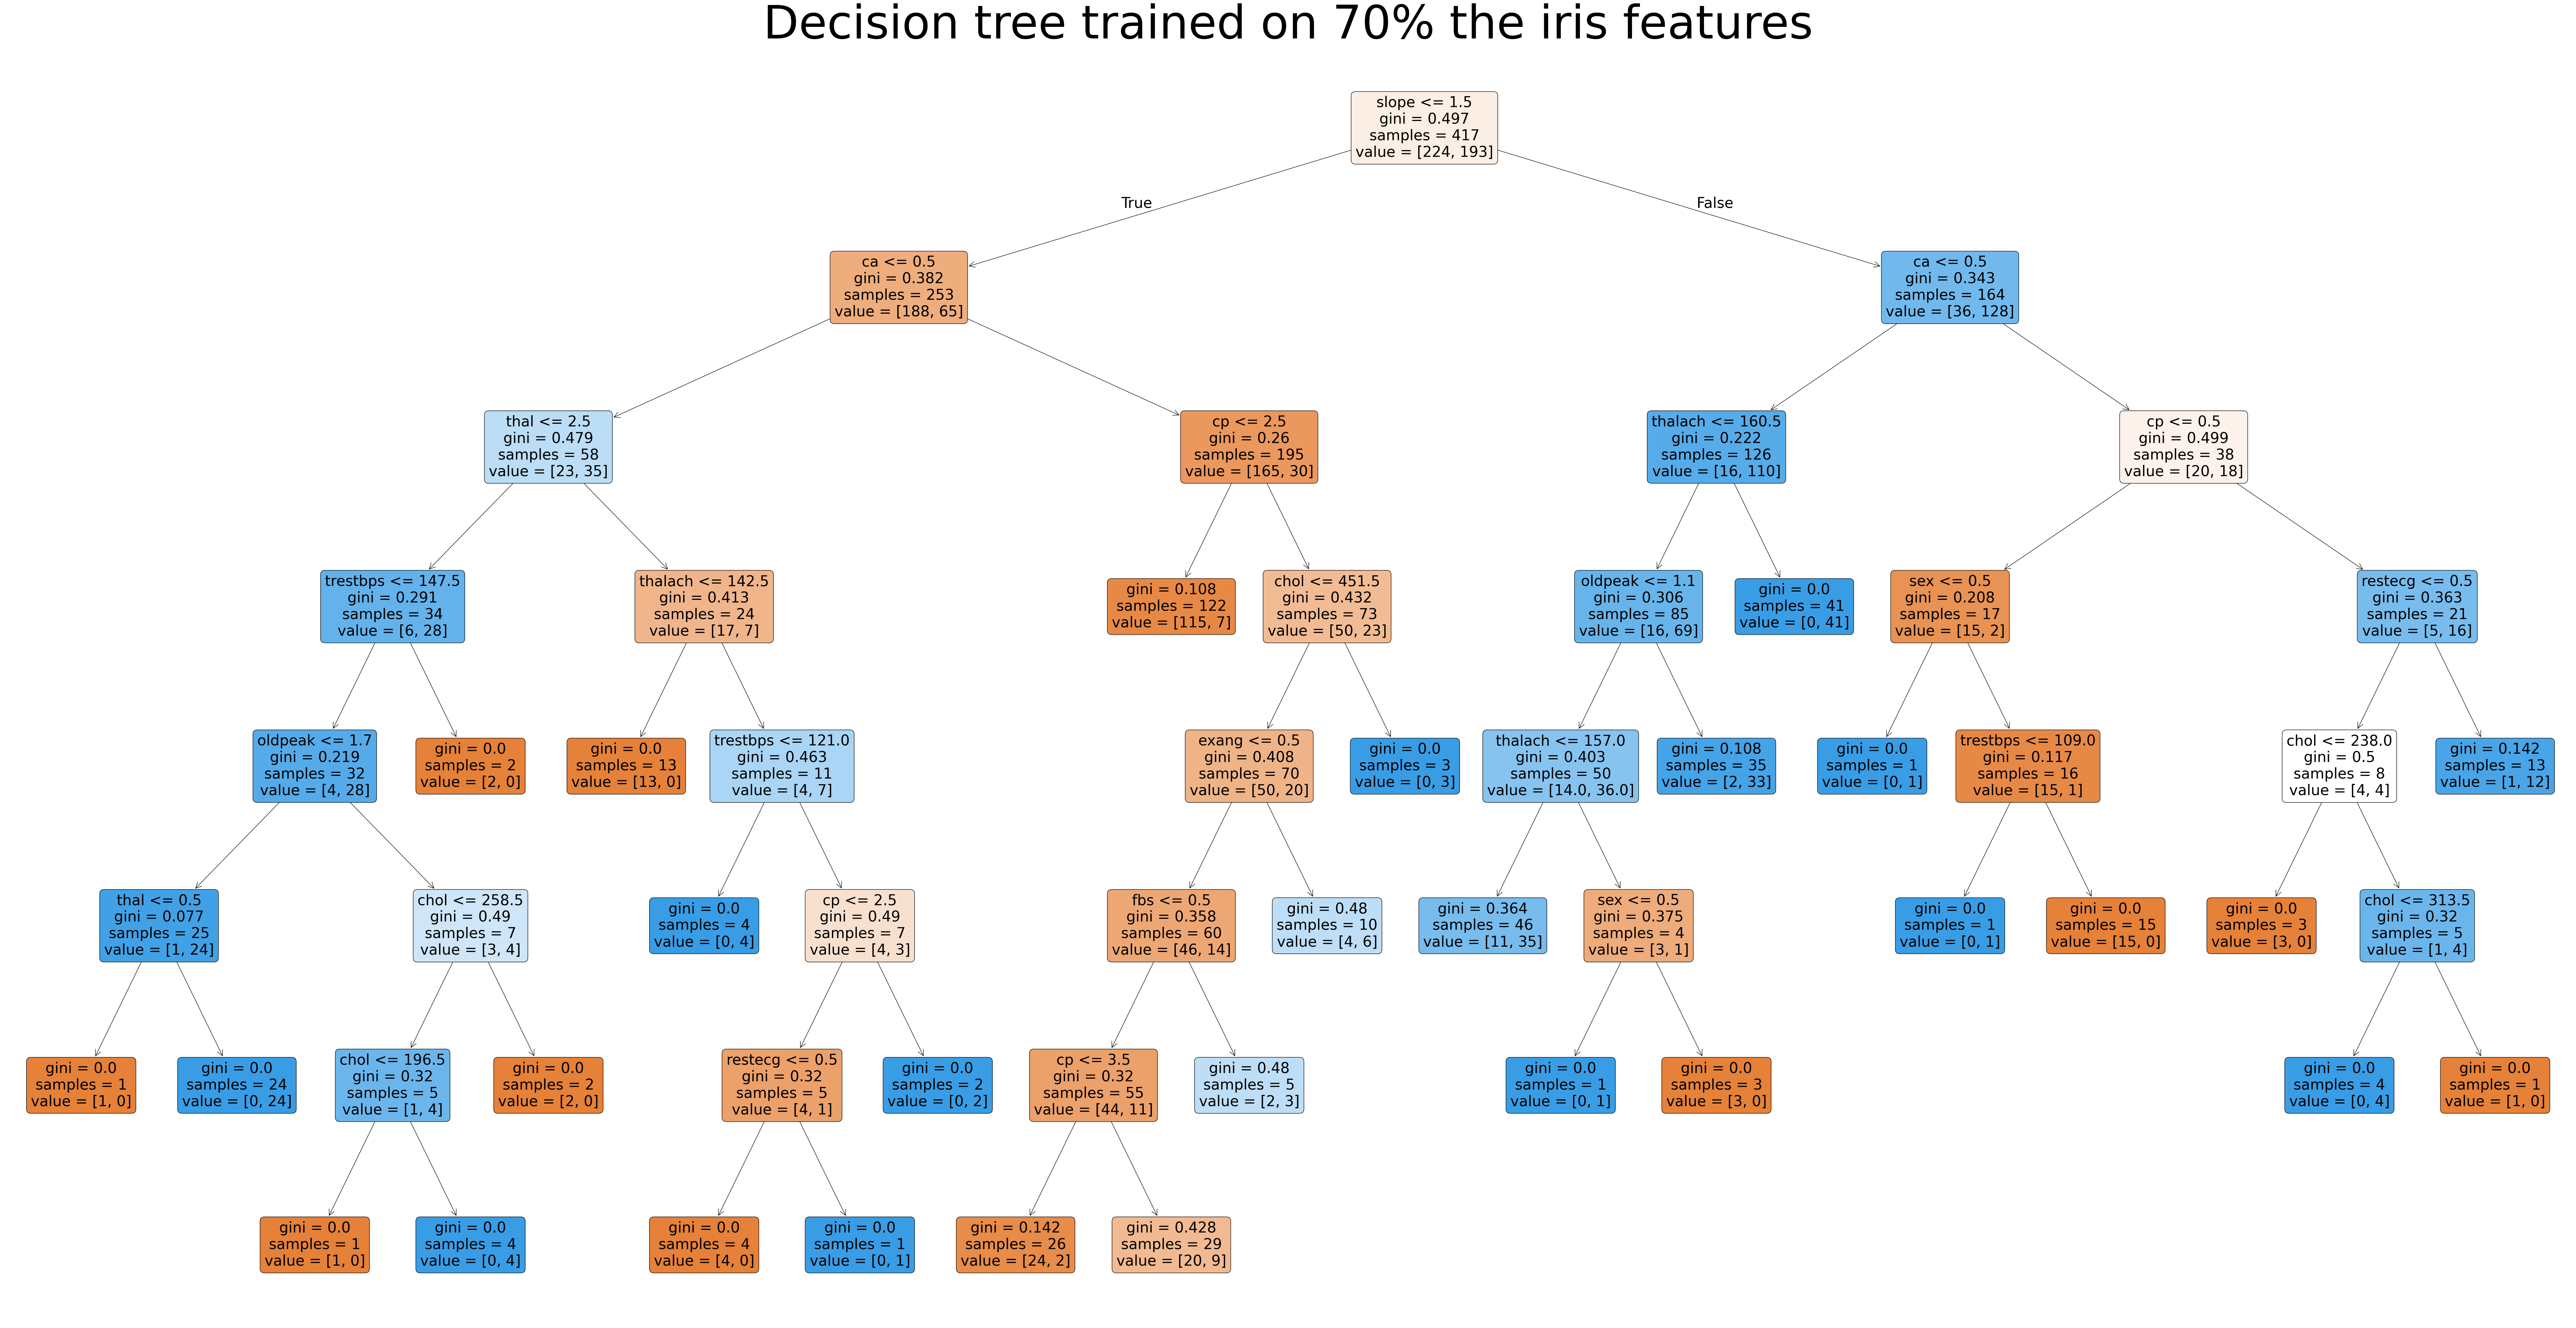 Decision tree trained on 70% the iris features
slope <= 1.5
gini = 0.497
samples = 417
value = [224, 193]
True
False
ca <= 0.5
gini = 0.382
samples = 253
value = [188, 65]
ca <= 0.5
gini = 0.343
samples = 164
value = [36, 128]
thal <= 2.5
gini = 0.479
samples = 58
value = [23, 35]
cp <= 2.5
gini = 0.26
samples = 195
value = [165, 30]
thalach <= 160.5
gini = 0.222
samples = 126
value = [16, 110]
cp <= 0.5
gini = 0.499
samples = 38
value = [20, 18]
trestbps <= 147.5
gini = 0.291
samples = 34
value = [6, 28]
thalach <= 142.5
gini = 0.413
samples = 24
value = [17, 7]
gini = 0.108
samples = 122
value = [115, 7]
chol <= 451.5
gini = 0.432
samples = 73
value = [50, 23]
oldpeak <= 1.1
gini = 0.306
samples = 85
value = [16, 69]
gini = 0.0
samples = 41
value = [0, 41]
sex <= 0.5
gini = 0.208
samples = 17
value = [15, 2]
restecg <= 0.5
gini = 0.363
samples = 21
value = [5, 16]
oldpeak <= 1.7
gini = 0.219
samples = 32
value = [4, 28]
gini = 0.0
samples = 2
value = [2, 0]
gini = 0.0
samples = 13
value = [13, 0]
trestbps <= 121.0
gini = 0.463
samples = 11
value = [4, 7]
exang <= 0.5
gini = 0.408
samples = 70
value = [50, 20]
gini = 0.0
samples = 3
value = [0, 3]
thalach <= 157.0
gini = 0.403
samples = 50
value = [14.0, 36.0]
gini = 0.108
samples = 35
value = [2, 33]
gini = 0.0
samples = 1
value = [0, 1]
trestbps <= 109.0
gini = 0.117
samples = 16
value = [15, 1]
chol <= 238.0
gini = 0.5
samples = 8
value = [4, 4]
gini = 0.142
samples = 13
value = [1, 12]
thal <= 0.5
gini = 0.077
samples = 25
value = [1, 24]
chol <= 258.5
gini = 0.49
samples = 7
value = [3, 4]
gini = 0.0
samples = 4
value = [0, 4]
cp <= 2.5
gini = 0.49
samples = 7
value = [4, 3]
fbs <= 0.5
gini = 0.358
samples = 60
value = [46, 14]
gini = 0.48
samples = 10
value = [4, 6]
gini = 0.364
samples = 46
value = [11, 35]
sex <= 0.5
gini = 0.375
samples = 4
value = [3, 1]
gini = 0.0
samples = 1
value = [0, 1]
gini = 0.0
samples = 15
value = [15, 0]
gini = 0.0
samples = 3
value = [3, 0]
chol <= 313.5
gini = 0.32
samples = 5
value = [1, 4]
gini = 0.0
samples = 1
value = [1, 0]
gini = 0.0
samples = 24
value = [0, 24]
chol <= 196.5
gini = 0.32
samples = 5
value = [1, 4]
gini = 0.0
samples = 2
value = [2, 0]
restecg <= 0.5
gini = 0.32
samples = 5
value = [4, 1]
gini = 0.0
samples = 2
value = [0, 2]
cp <= 3.5
gini = 0.32
samples = 55
value = [44, 11]
gini = 0.48
samples = 5
value = [2, 3]
gini = 0.0
samples = 1
value = [0, 1]
gini = 0.0
samples = 3
value = [3, 0]
gini = 0.0
samples = 4
value = [0, 4]
gini = 0.0
samples = 1
value = [1, 0]
gini = 0.0
samples = 1
value = [1, 0]
gini = 0.0
samples = 4
value = [0, 4]
gini = 0.0
samples = 4
value = [4, 0]
gini = 0.0
samples = 1
value = [0, 1]
gini = 0.142
samples = 26
value = [24, 2]
gini = 0.428
samples = 29
value = [20, 9]